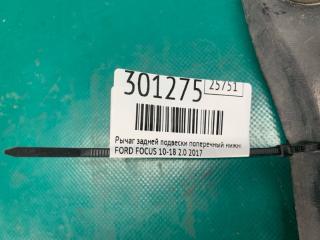 301275 25751
Рычаг задней подвески поперечный нижн
FORD FOCUS 10-18 2.0 2017